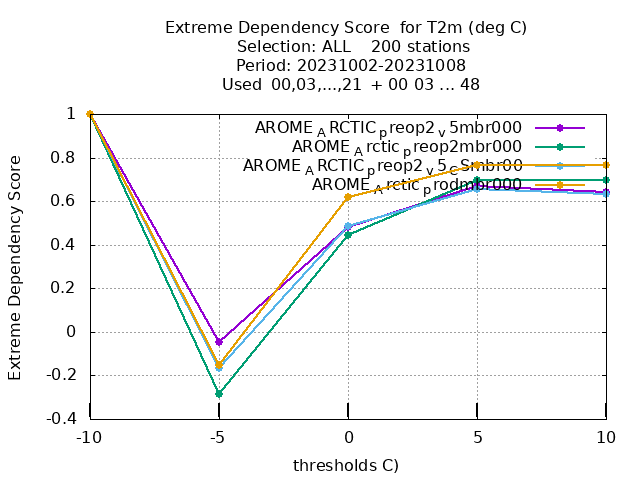 Extreme Dependency Score for T2m (deg C)
Selection: ALL 200 stations
Period: 20231002-20231008
Used 00,03,...,21 + 00 03 ... 48
AROME_ARCTIC_preop2_v5mbr000
AROME_Arctic_preop2mbr000
AROME_ARCTIC_preop2_v5_CSmbr00
AROME_Arctic_prodmbr000
Extreme Dependency Score
1
0.8
0.6
0.4
0.2
0
-0.2
-0.4
-10 -5 0 5 10
thresholds C)